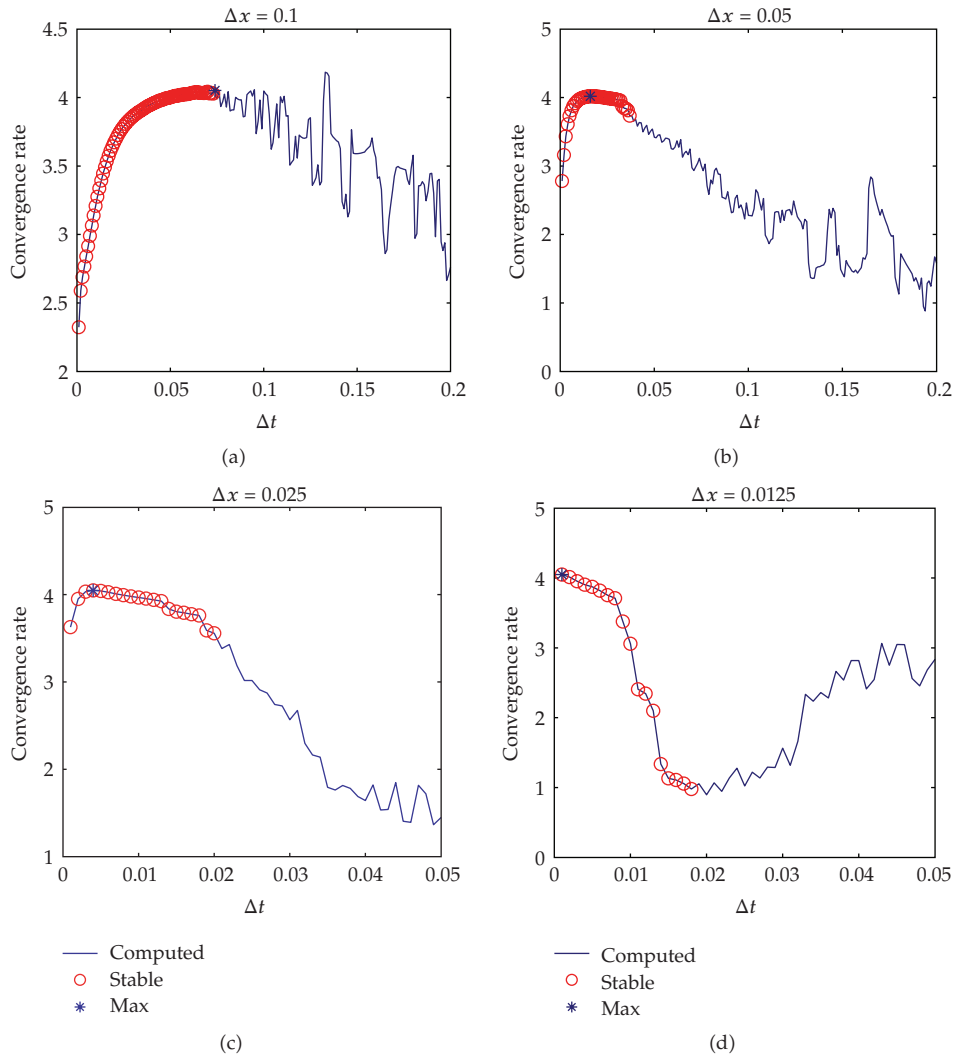 Δx = 0.1
4.5
4
3.5
3
2.5
2
Convergence rate
0 0.05 0.1 0.15 0.2
Δt
(a)
Δx = 0.05
5
4
3
2
1
0
Convergence rate
0 0.05 0.1 0.15 0.2
Δt
(b)
Δx = 0.025
5
4
3
2
1
Convergence rate
0 0.01 0.02 0.03 0.04 0.05
Δt
Computed
Stable
Max
(c)
Δx = 0.0125
5
4
3
2
1
0
Convergence rate
0 0.01 0.02 0.03 0.04 0.05
Δt
Computed
Stable
Max
(d)